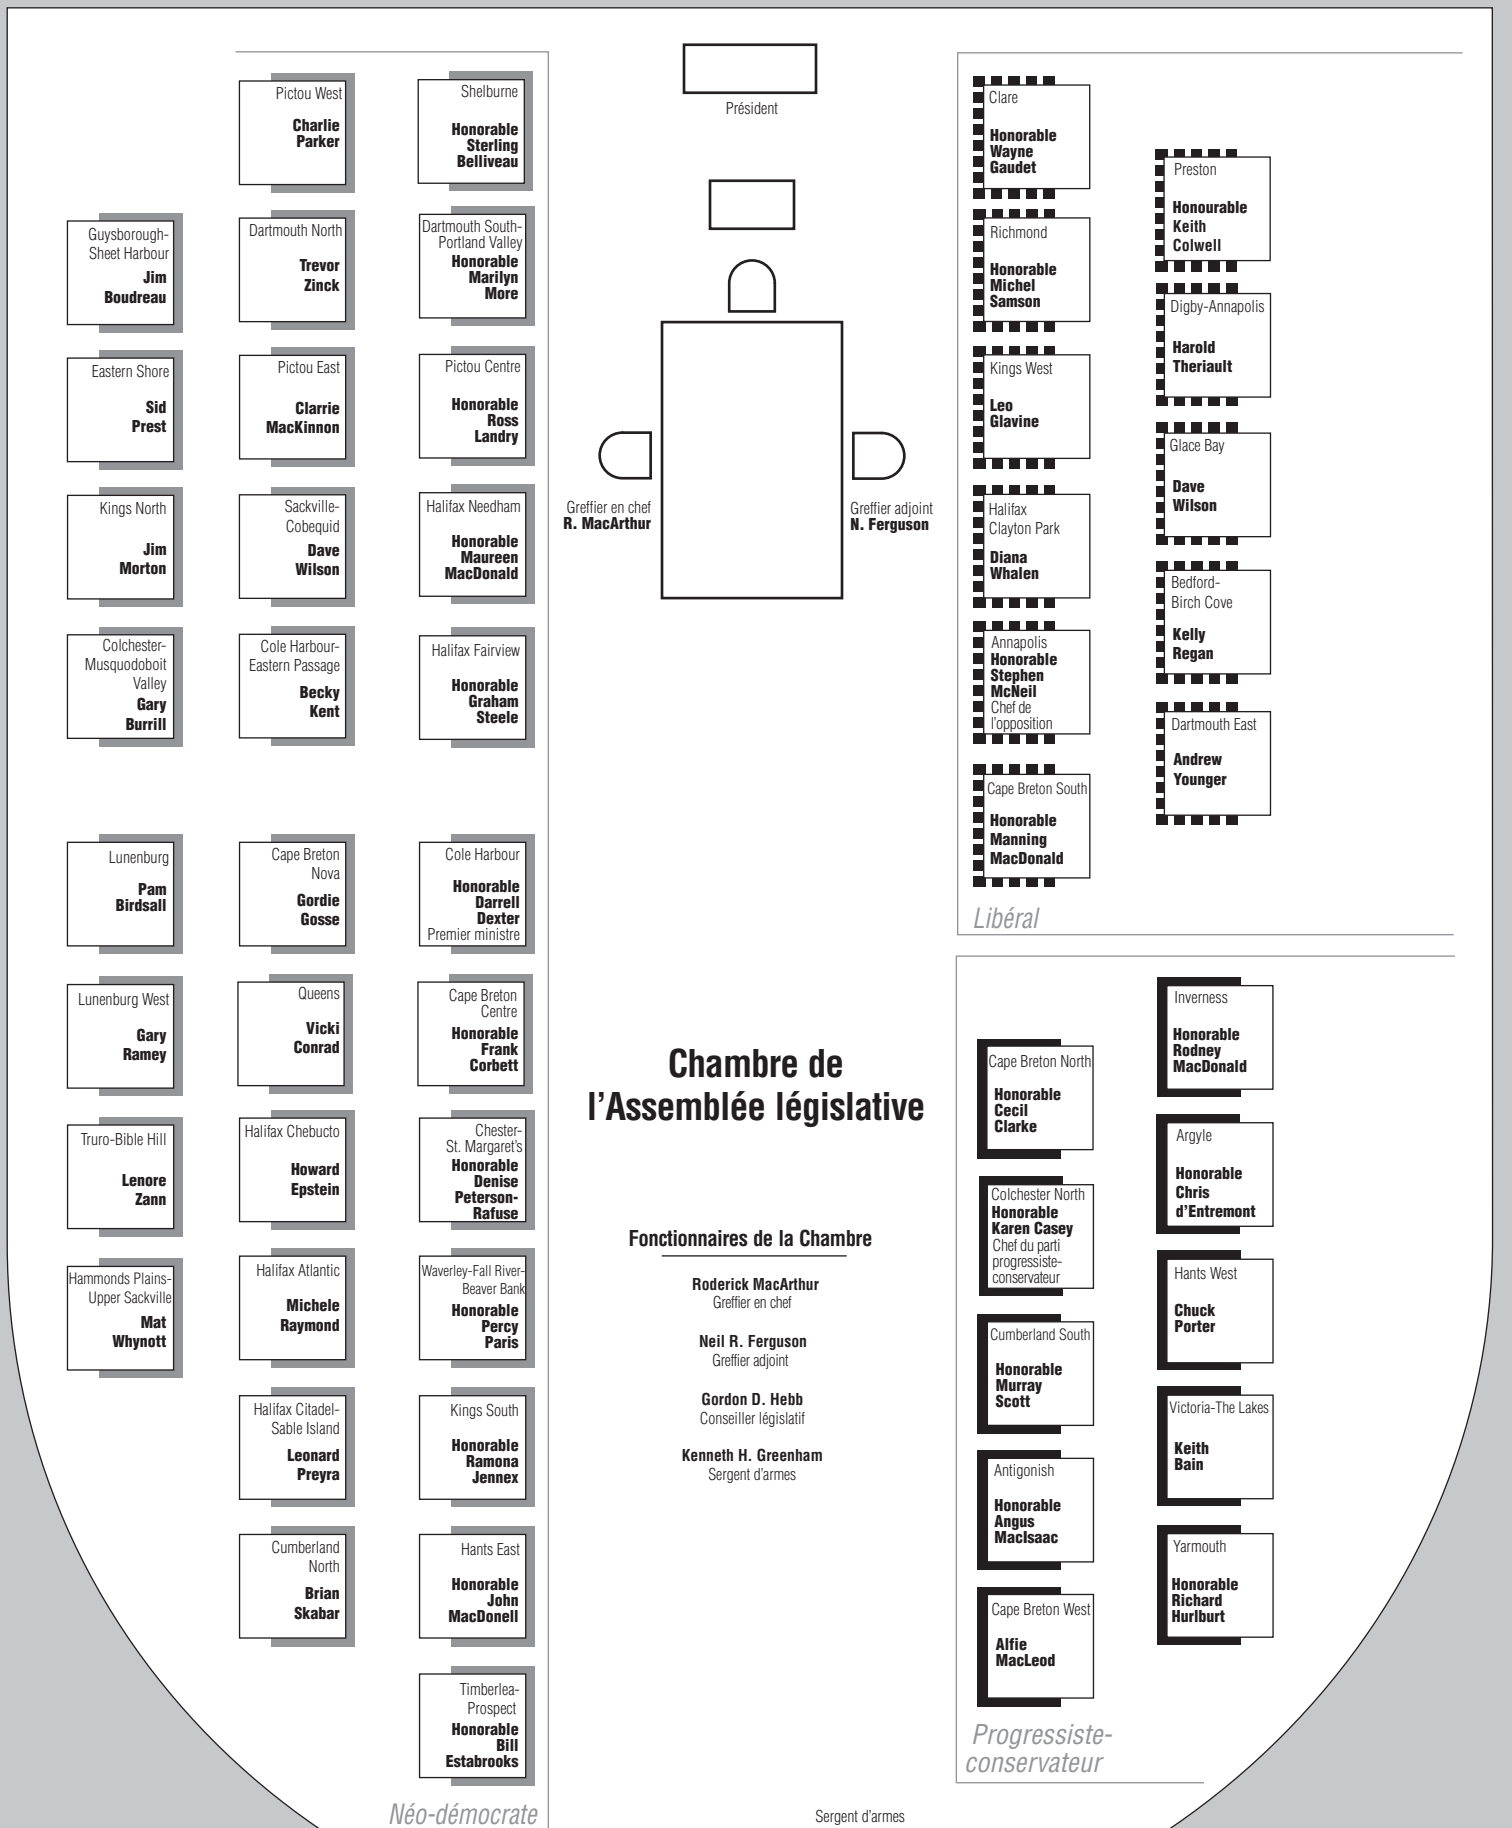 Président
Pictou West
Charlie
Parker
Shelburne
Honorable
Sterling
Belliveau
Guysborough-
Sheet Harbour
Jim
Boudreau
Dartmouth North
Trevor
Zinck
Dartmouth South-
Portland Valley
Honorable
Marilyn
More
Eastern Shore
Sid
Prest
Pictou East
Clarrie
MacKinnon
Pictou Centre
Honorable
Ross
Landry
Kings North
Jim
Morton
Sackville-
Cobequid
Dave
Wilson
Halifax Needham
Honorable
Maureen
MacDonald
Colchester-
Musquodoboit
Valley
Gary
Burrill
Cole Harbour-
Eastern Passage
Becky
Kent
Halifax Fairview
Honorable
Graham
Steele
Lunenburg
Pam
Birdsall
Cape Breton
Nova
Gordie
Gosse
Cole Harbour
Honorable
Darrell
Dexter
Premier ministre
Lunenburg West
Gary
Ramey
Queens
Vicki
Conrad
Cape Breton
Centre
Honorable
Frank
Corbett
Truro-Bible Hill
Lenore
Zann
Halifax Chebucto
Howard
Epstein
Chester-
St. Margaret's
Honorable
Denise
Peterson-
Rafuse
Hammonds Plains-
Upper Sackville
Mat
Whynott
Halifax Atlantic
Michele
Raymond
Waverley-Fall River-
Beaver Bank
Honorable
Percy
Paris
Halifax Citadel-
Sable Island
Leonard
Preyra
Kings South
Honorable
Ramona
Jennex
Cumberland
North
Brian
Skabar
Hants East
Honorable
John
MacDonell
Timberlea-
Prospect
Honorable
Bill
Estabrooks
Néo-démocrate
Greffier en chef
R. MacArthur
Greffier adjoint
N. Ferguson
Chambre de
l'Assemblée législative
Fonctionnaires de la Chambre
Roderick MacArthur
Greffier en chef
Neil R. Ferguson
Greffier adjoint
Gordon D. Hebb
Conseiller législatif
Kenneth H. Greenham
Sergent d'armes
Sergent d'armes
Clare
Honorable
Wayne
Gaudet
Preston
Honourable
Keith
Colwell
Richmond
Honorable
Michel
Samson
Digby-Annapolis
Harold
Theriault
Kings West
Leo
Glavine
Glace Bay
Dave
Wilson
Halifax
Clayton Park
Diana
Whalen
Bedford-
Birch Cove
Kelly
Regan
Annapolis
Honorable
Stephen
McNeil
Chef de
l'opposition
Dartmouth East
Andrew
Younger
Cape Breton South
Honorable
Manning
MacDonald
Libéral
Inverness
Honorable
Rodney
MacDonald
Cape Breton North
Honorable
Cecil
Clarke
Argyle
Honorable
Chris
d'Entremont
Colchester North
Honorable
Karen Casey
Chef du parti
progressiste-
conservateur
Hants West
Chuck
Porter
Cumberland South
Honorable
Murray
Scott
Victoria-The Lakes
Keith
Bain
Antigonish
Honorable
Angus
MacIsaac
Yarmouth
Honorable
Richard
Hurlburt
Cape Breton West
Alfie
MacLeod
Progressiste-
conservateur